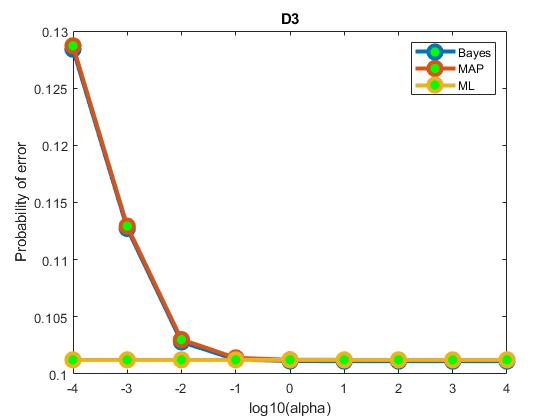 D3
0.13
0.125
0.12
0.115
0.11
0.105
0.1
Probability of error
Bayes
MAP
ML
-4 -3 -2 -1 0 1 2 3 4
log10(alpha)